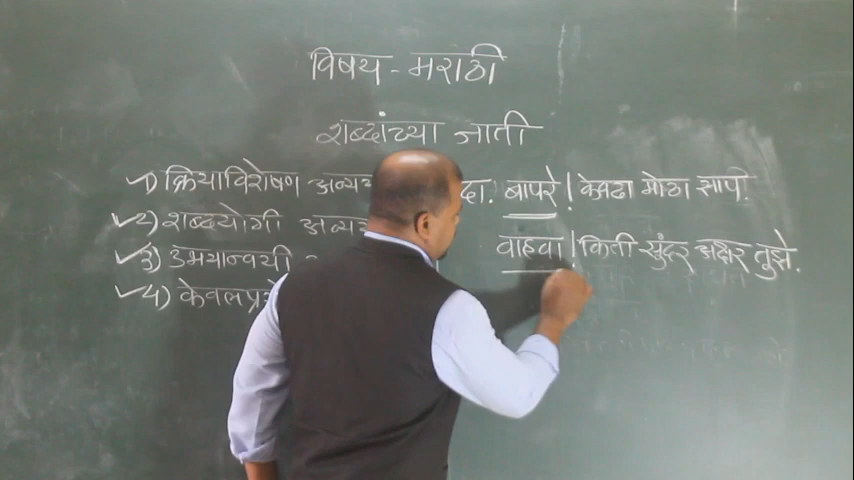 विषय - मराठी
शब्दांच्या जाती
१) क्रियाविशेषण अव्यय दा. बापरे! केवढा मोठा साप!
२) शब्दयोगी अव्यय वाहवा! किती सुंदर अक्षर तुझे.
३) उभयान्वयी
४) केवलप्र